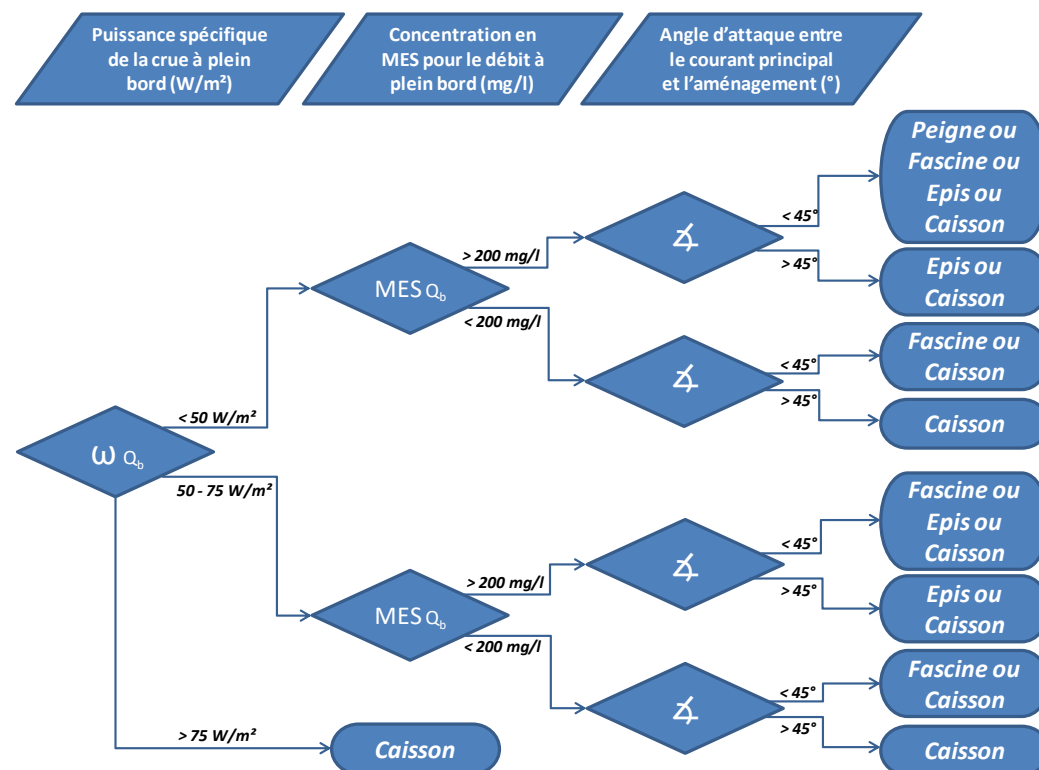 Puissance spécifique
de la crue à plein
bord (W/m²)
Concentration en
MES pour le débit à
plein bord (mg/l)
Angle d'attaque entre
le courant principal
et l'aménagement (°)
Peigne ou
Fascine ou
Epis ou
Caisson
< 45°
> 200 mg/l
> 45°
MES Qb
Epis ou
Caisson
< 200 mg/l
Fascine ou
Caisson
< 45°
> 45°
Caisson
< 50 W/m²
ω Qb
50 - 75 W/m²
Fascine ou
Epis ou
Caisson
< 45°
> 200 mg/l
> 45°
MES Qb
Epis ou
Caisson
< 200 mg/l
Fascine ou
Caisson
< 45°
> 45°
> 75 W/m²
Caisson
Caisson